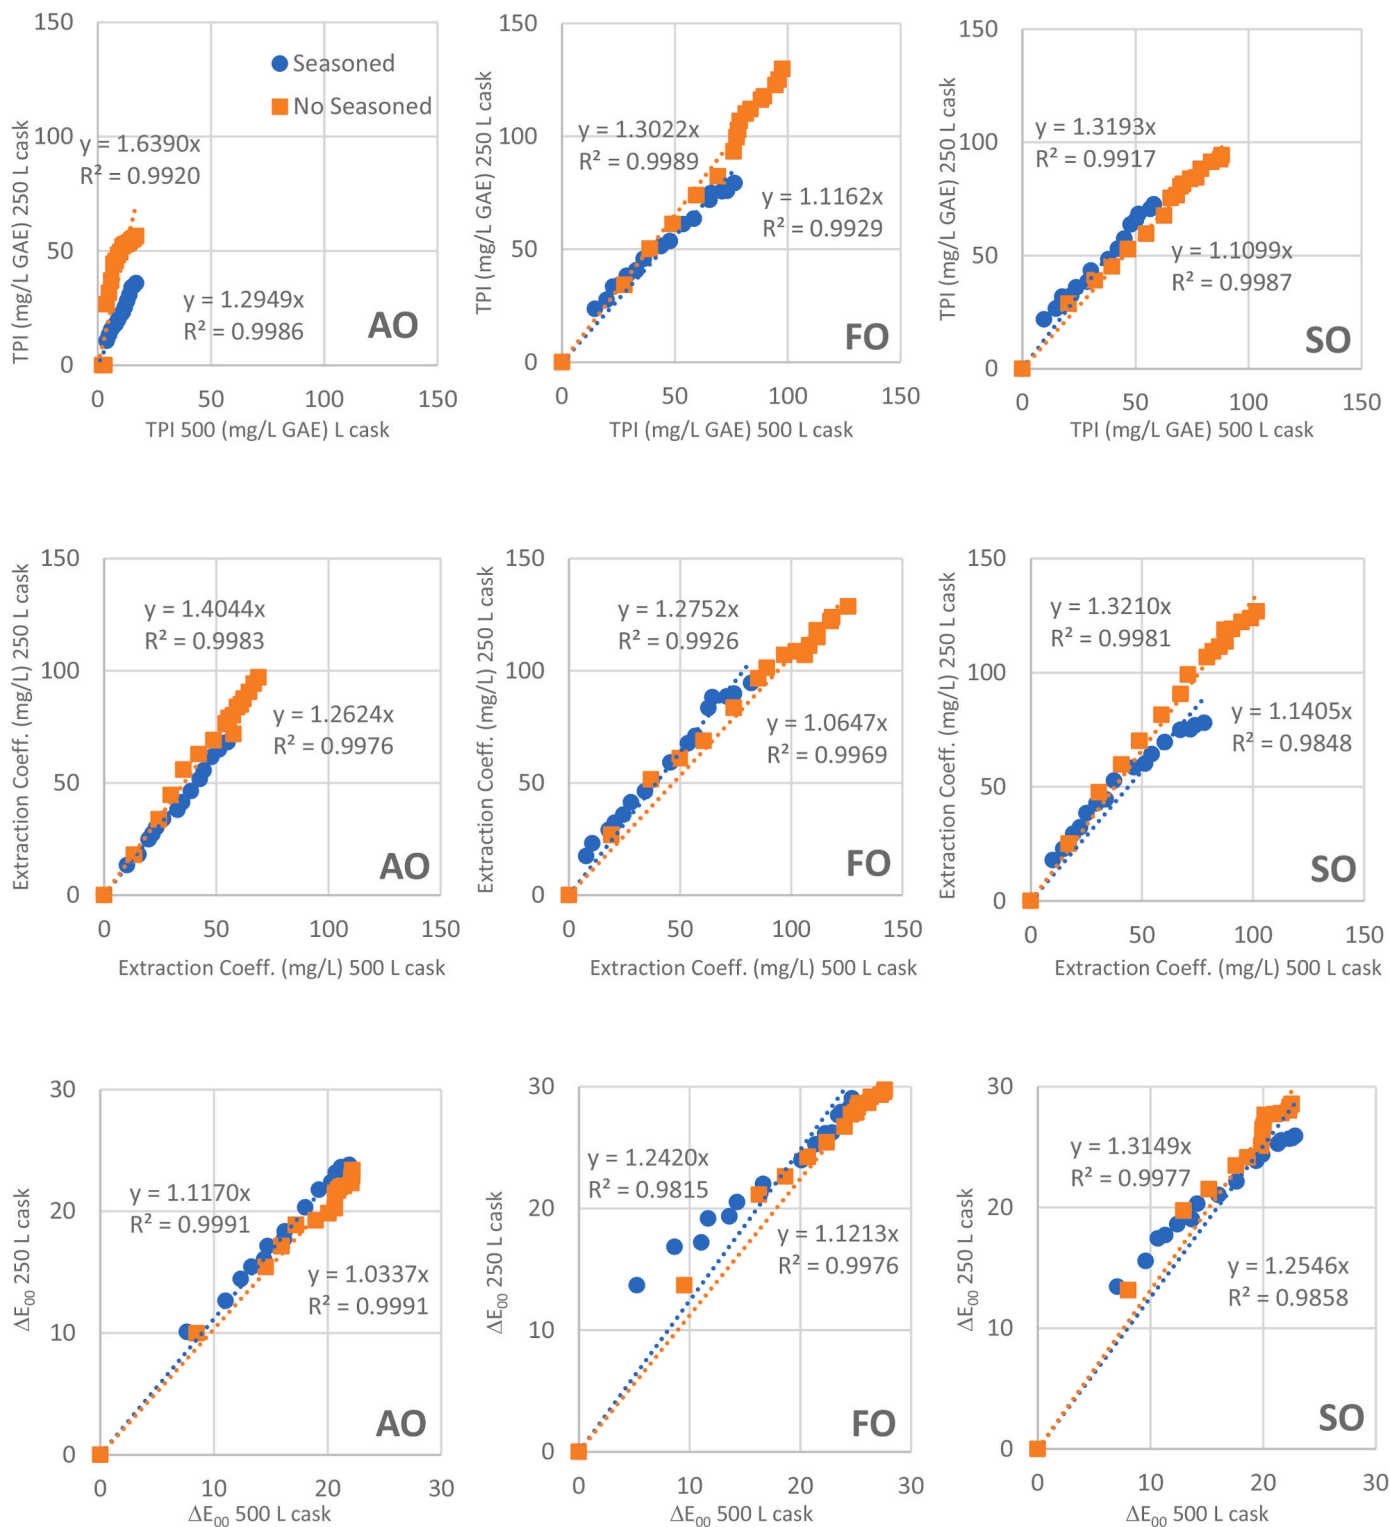 150
100
50
0
0
50
100
150
TPI (mg/L GAE) 250 L cask
TPI 500 (mg/L GAE) L cask
Seasoned
No Seasoned
y = 1.6390x
R² = 0.9920
y = 1.2949x
R² = 0.9986
AO
150
100
50
0
0
50
100
150
TPI (mg/L GAE) 250 L cask
TPI (mg/L GAE) 500 L cask
y = 1.3022x
R² = 0.9989
y = 1.1162x
R² = 0.9929
FO
150
100
50
0
0
50
100
150
TPI (mg/L GAE) 250 L cask
TPI (mg/L GAE) 500 L cask
y = 1.3193x
R² = 0.9917
y = 1.1099x
R² = 0.9987
SO
150
100
50
0
0
50
100
150
Extraction Coeff. (mg/L) 250 L cask
Extraction Coeff. (mg/L) 500 L cask
y = 1.4044x
R² = 0.9983
y = 1.2624x
R² = 0.9976
AO
150
100
50
0
0
50
100
150
Extraction Coeff. (mg/L) 250 L cask
Extraction Coeff. (mg/L) 500 L cask
y = 1.2752x
R² = 0.9926
y = 1.0647x
R² = 0.9969
FO
150
100
50
0
0
50
100
150
Extraction Coeff. (mg/L) 250 L cask
Extraction Coeff. (mg/L) 500 L cask
y = 1.3210x
R² = 0.9981
y = 1.1405x
R² = 0.9848
SO
30
20
10
0
0
10
20
30
ΔE₀₀ 250 L cask
ΔE₀₀ 500 L cask
y = 1.1170x
R² = 0.9991
y = 1.0337x
R² = 0.9991
AO
30
20
10
0
0
10
20
30
ΔE₀₀ 250 L cask
ΔE₀₀ 500 L cask
y = 1.2420x
R² = 0.9815
y = 1.1213x
R² = 0.9976
FO
30
20
10
0
0
10
20
30
ΔE₀₀ 250 L cask
ΔE₀₀ 500 L cask
y = 1.3149x
R² = 0.9977
y = 1.2546x
R² = 0.9858
SO